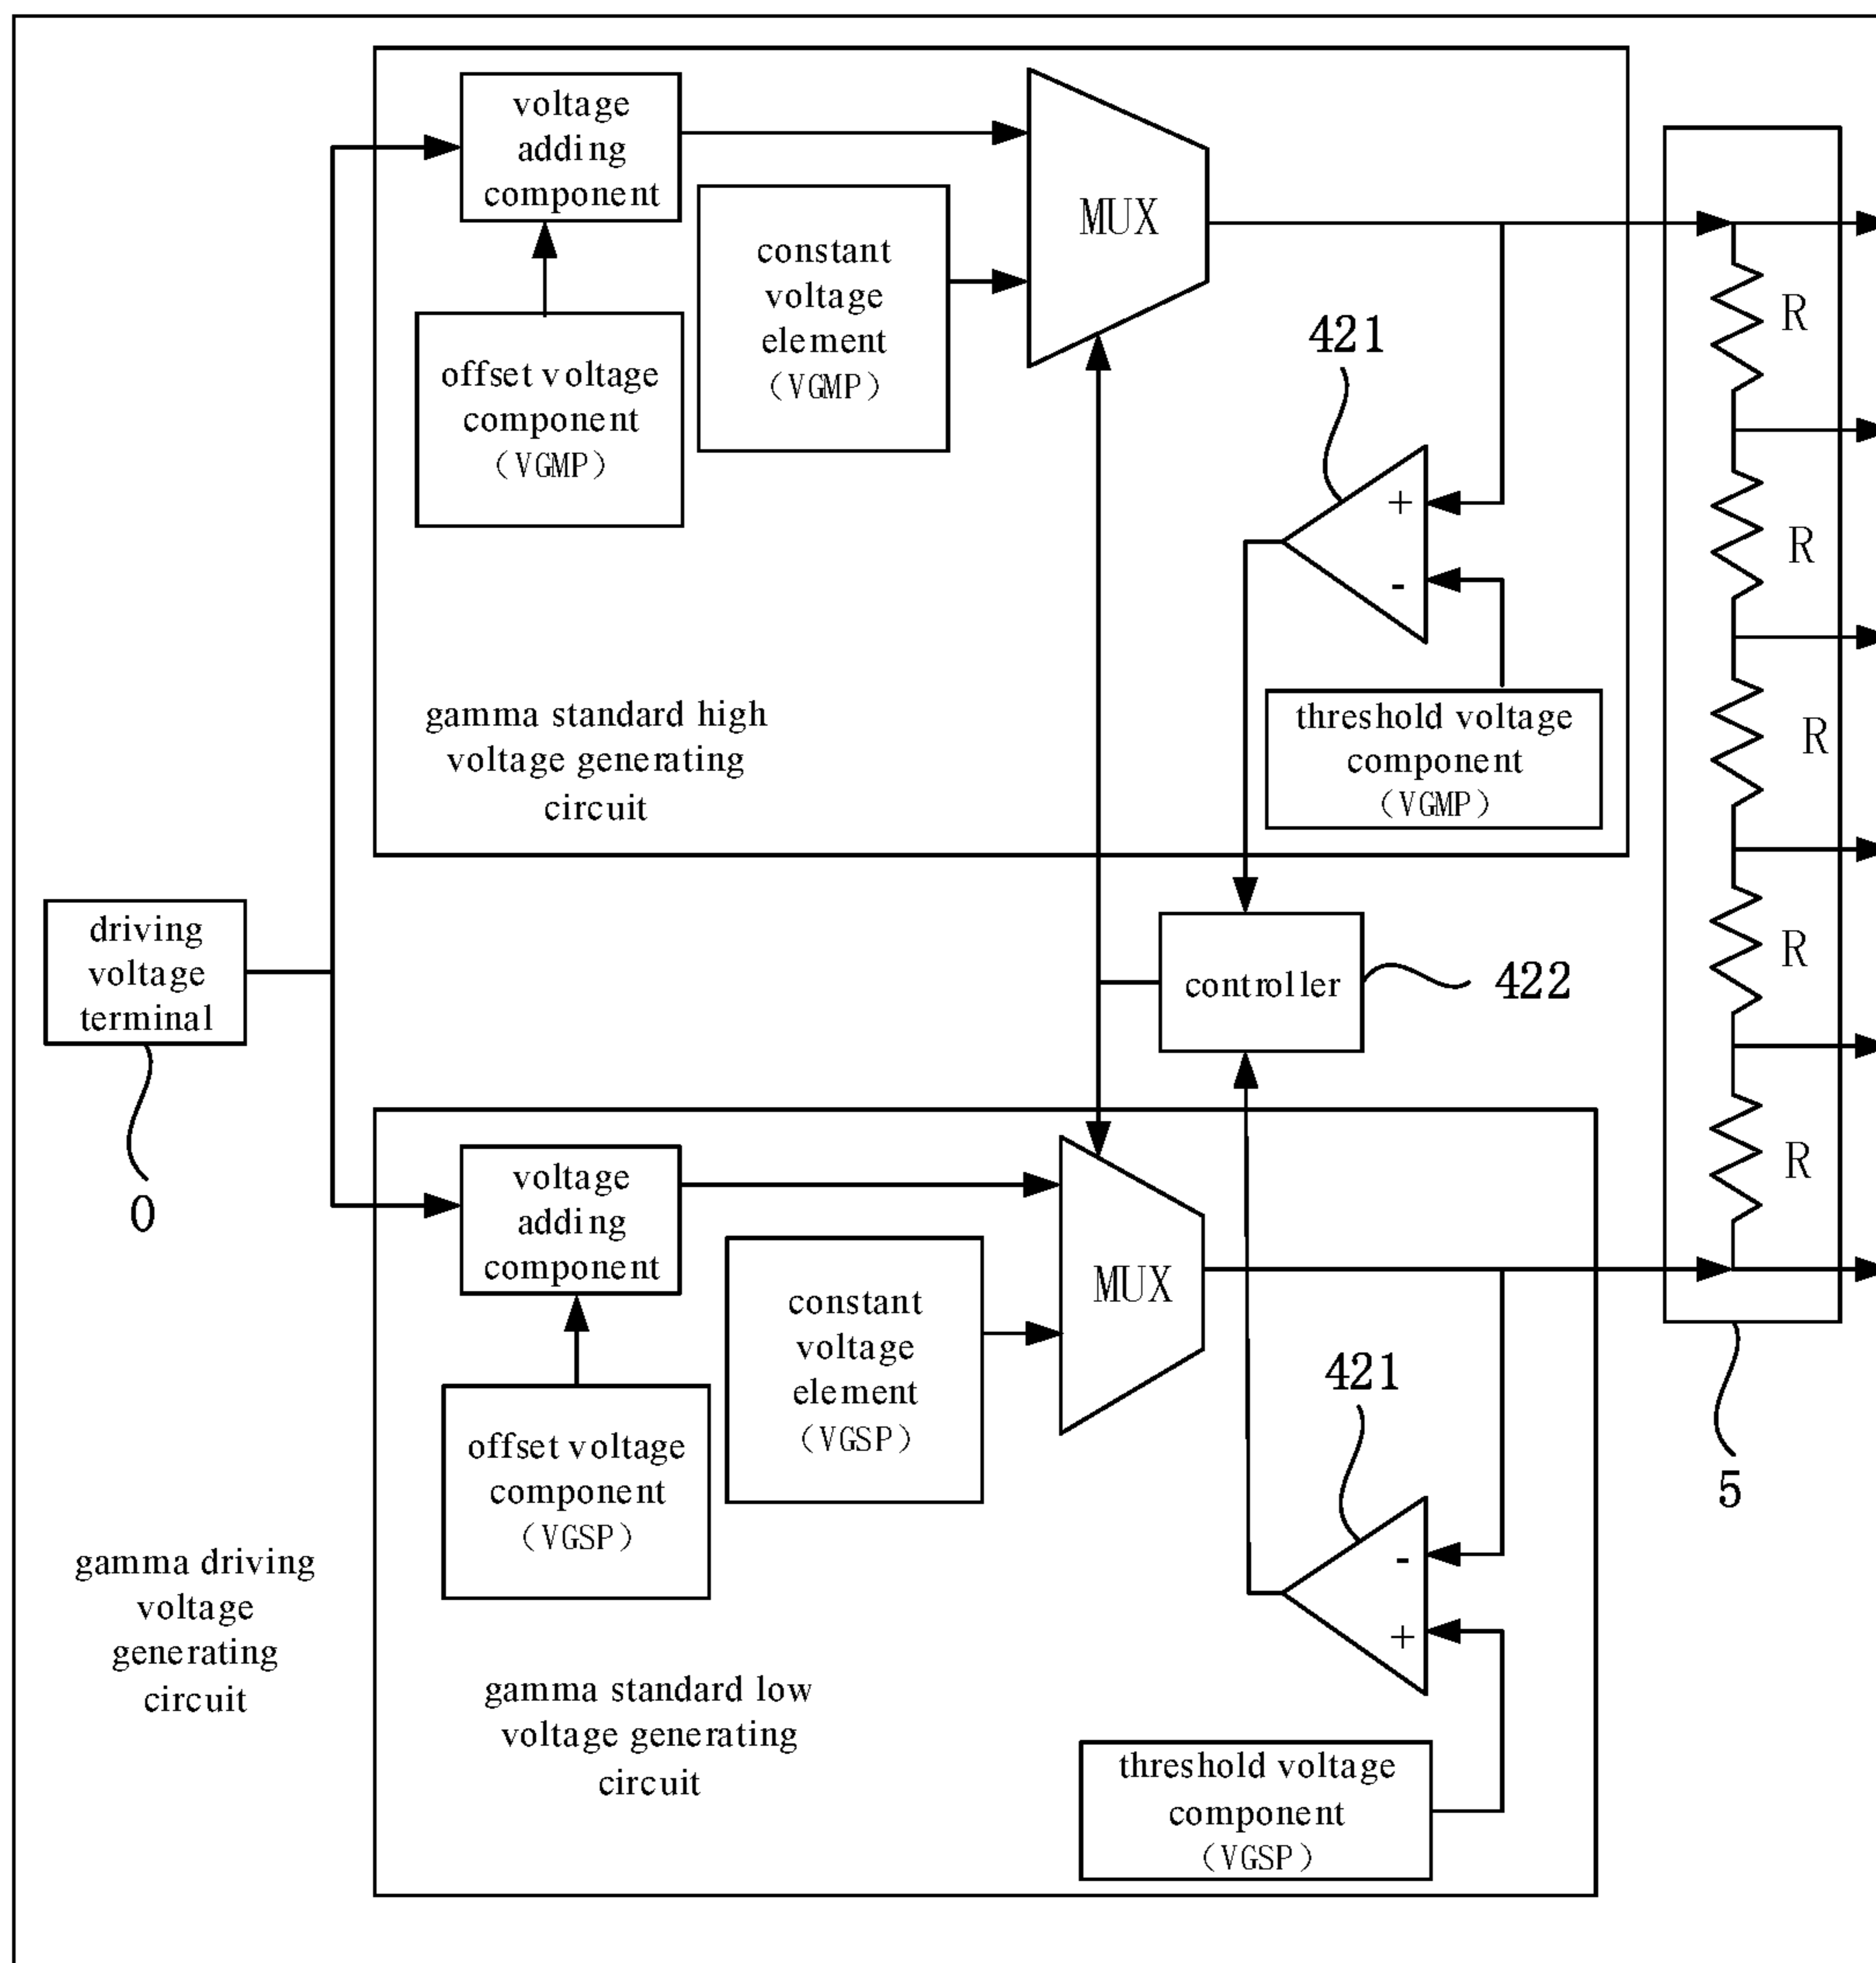 voltage
adding
component
MUX
constant
voltage
element
(VGMP)
offset voltage
component
(VGMP)
421
+
-
R
R
R
R
R
gamma standard high
voltage generating
circuit
threshold voltage
component
(VGMP)
driving
voltage
terminal
0
controller
422
voltage
adding
component
MUX
constant
voltage
element
(VGSP)
offset voltage
component
(VGSP)
421
-
+
5
gamma driving
voltage
generating
circuit
gamma standard low
voltage generating
circuit
threshold voltage
component
(VGSP)